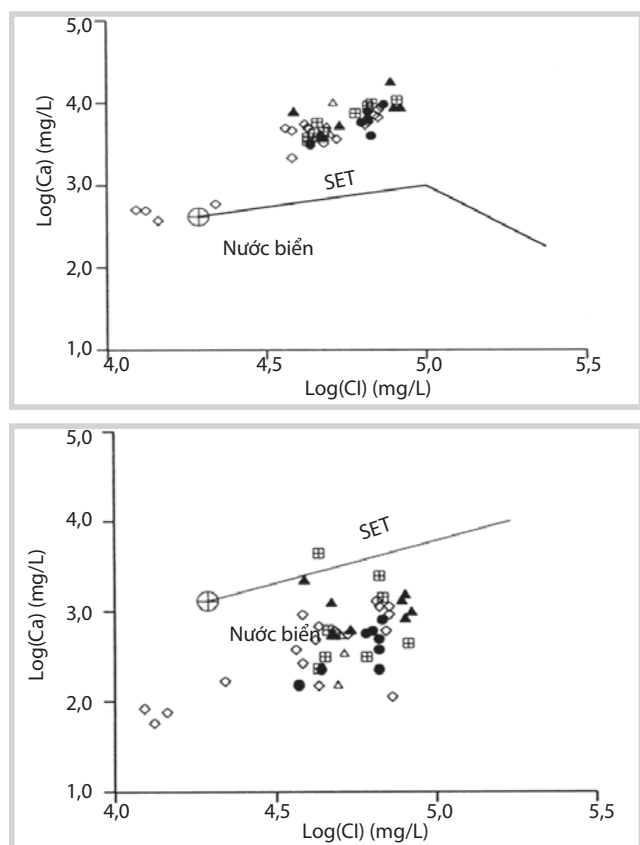 5,0
4,0
3,0
2,0
1,0
Log(Ca) (mg/L)
SET
Nước biển
4,0 4,5 5,0 5,5
Log(Cl) (mg/L)
5,0
4,0
3,0
2,0
1,0
Log(Ca) (mg/L)
SET
Nước biển
4,0 4,5 5,0 5,5
Log(Cl) (mg/L)